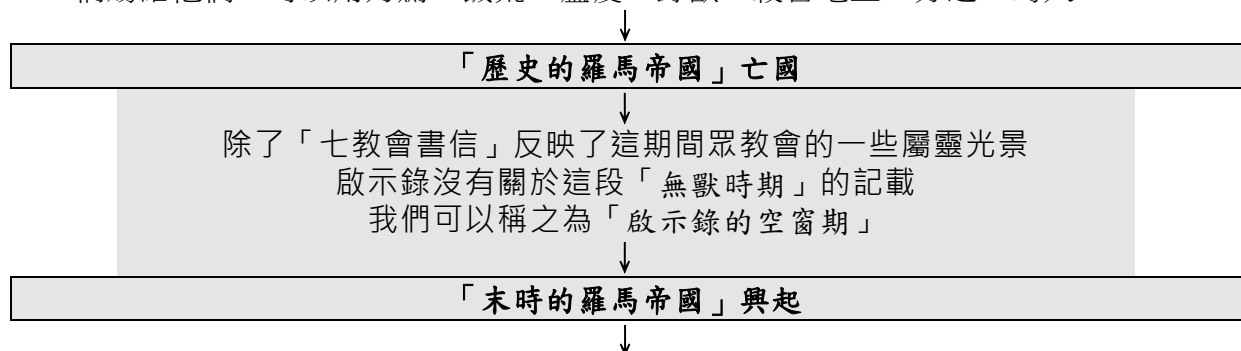 「歷史的羅馬帝國」亡國
除了「七教會書信」反映了這期間眾教會的一些屬靈光景
啟示錄沒有關於這段「無獸時期」的記載
我們可以稱之為「啟示錄的空窗期」
「末時的羅馬帝國」興起